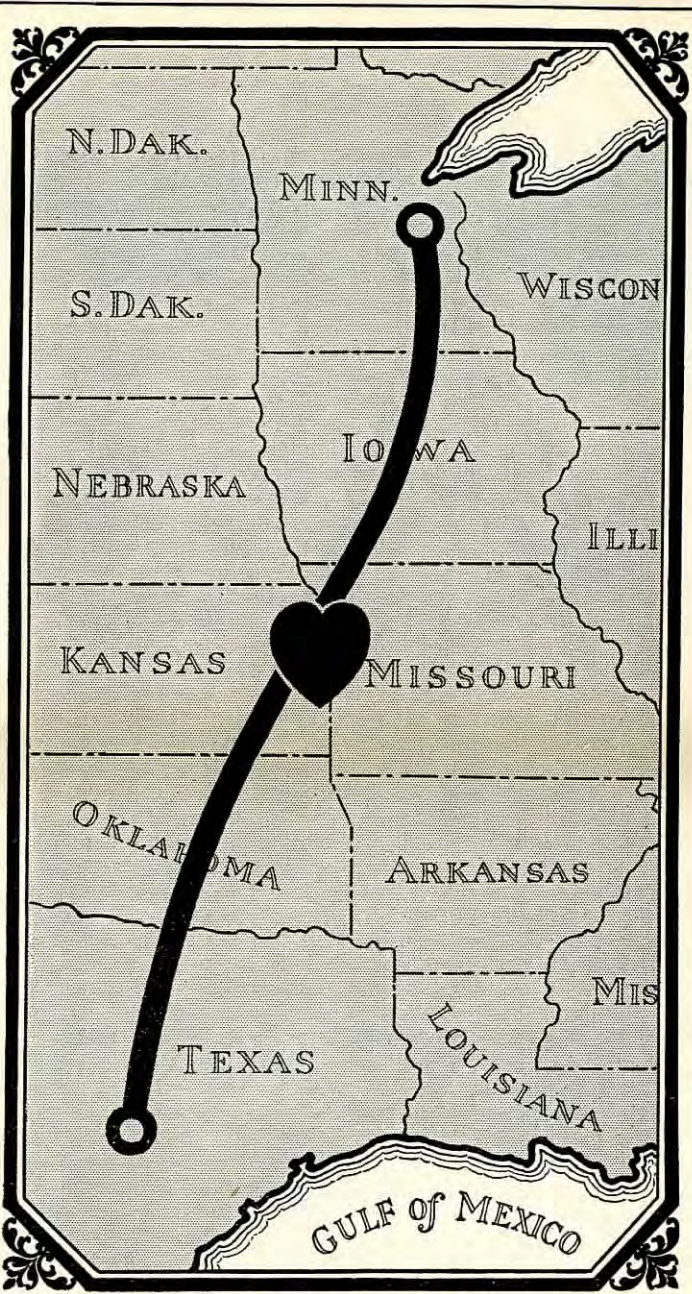 N. DAK.
MINN.
WISCON
S. DAK.
IOWA
NEBRASKA
ILLI
KANSAS
MISSOURI
OKLAHOMA
ARKANSAS
MIS
TEXAS
LOUISIANA
GULF of MEXICO